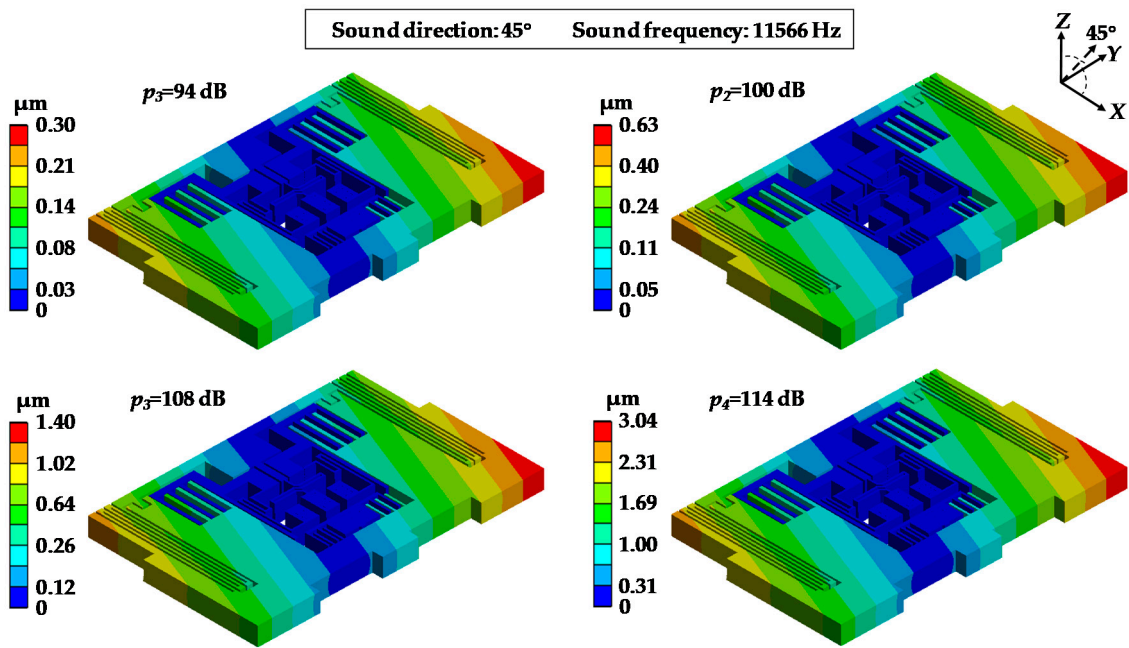 Sound direction: 45° Sound frequency: 11566 Hz
Z
45°
Y
X
p3=94 dB
μm
0.30
0.21
0.14
0.08
0.03
0
p2=100 dB
μm
0.63
0.40
0.24
0.11
0.05
0
p3=108 dB
μm
1.40
1.02
0.64
0.26
0.12
0
p4=114 dB
μm
3.04
2.31
1.69
1.00
0.31
0